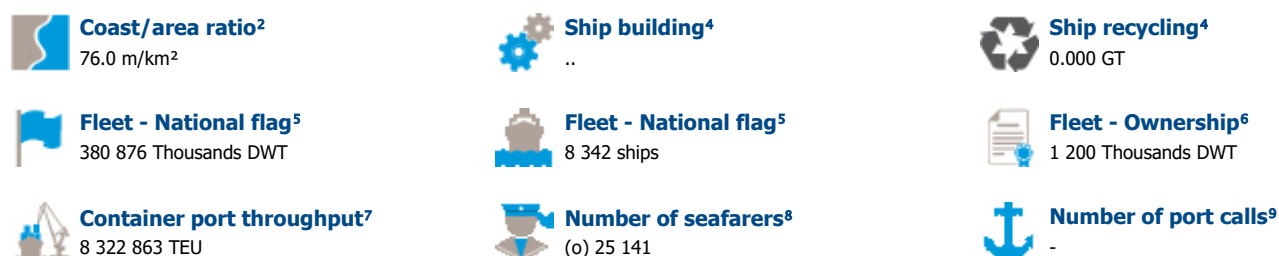 Coast/area ratio²
76.0 m/km²
Ship building⁴
..
Ship recycling⁴
0.000 GT
Fleet - National flag⁵
380 876 Thousands DWT
Fleet - National flag⁵
8 342 ships
Fleet - Ownership⁶
1 200 Thousands DWT
Container port throughput⁷
8 322 863 TEU
Number of seafarers⁸
(o) 25 141
Number of port calls⁹
-